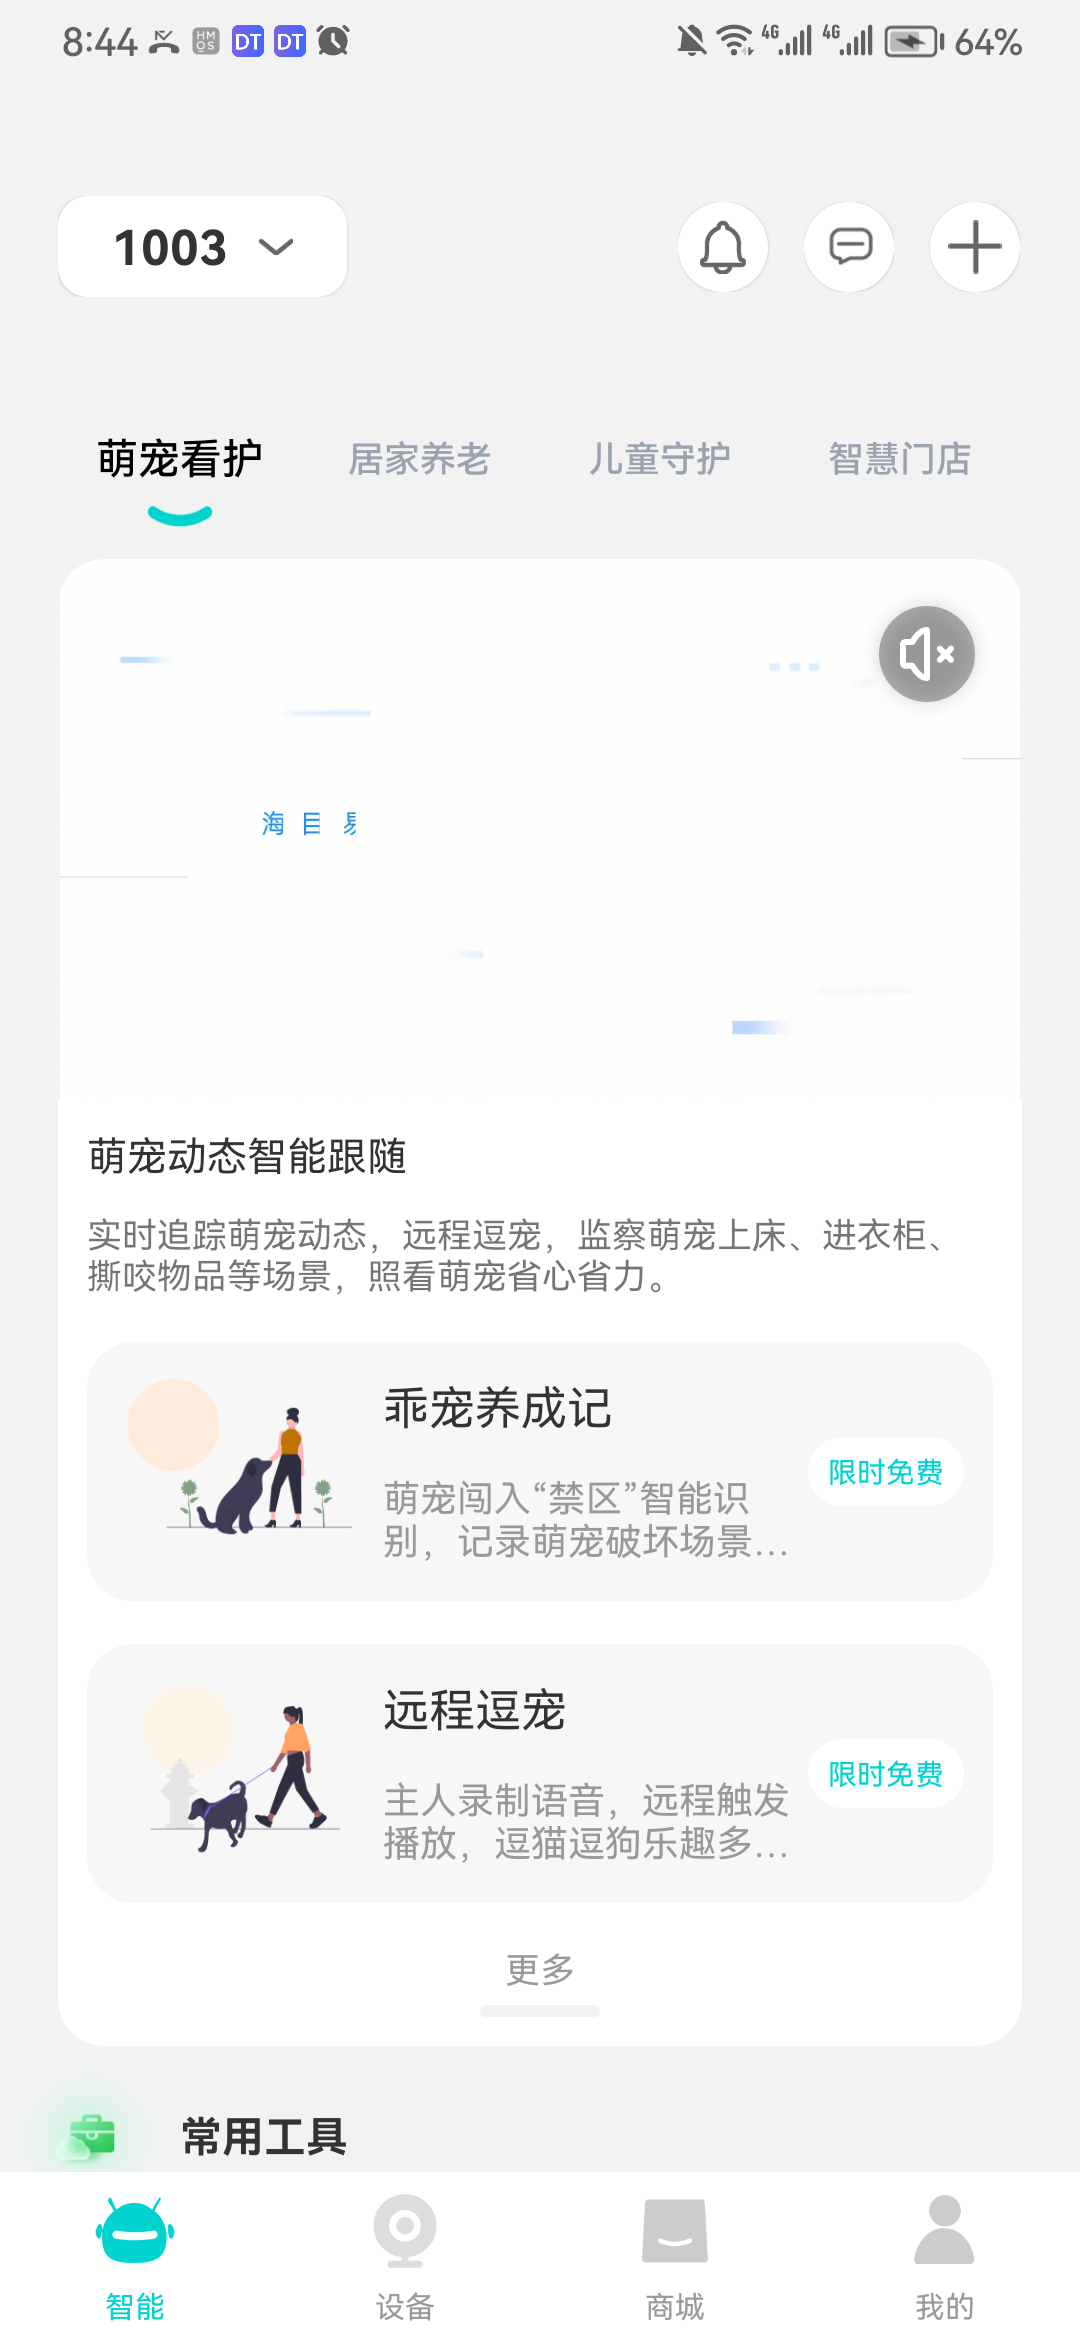 8:44
HM
OS
DT DT
4G 4G 64%
1003
萌宠看护 居家养老 儿童守护 智慧门店
海目
萌宠动态智能跟随
实时追踪萌宠动态，远程逗宠，监察萌宠上床、进衣柜、
撕咬物品等场景，照看萌宠省心省力。
乖宠养成记
萌宠闯入“禁区”智能识
别，记录萌宠破坏场景...
限时免费
远程逗宠
主人录制语音，远程触发
播放，逗猫逗狗乐趣多...
限时免费
更多
常用工具
智能 设备 商城 我的